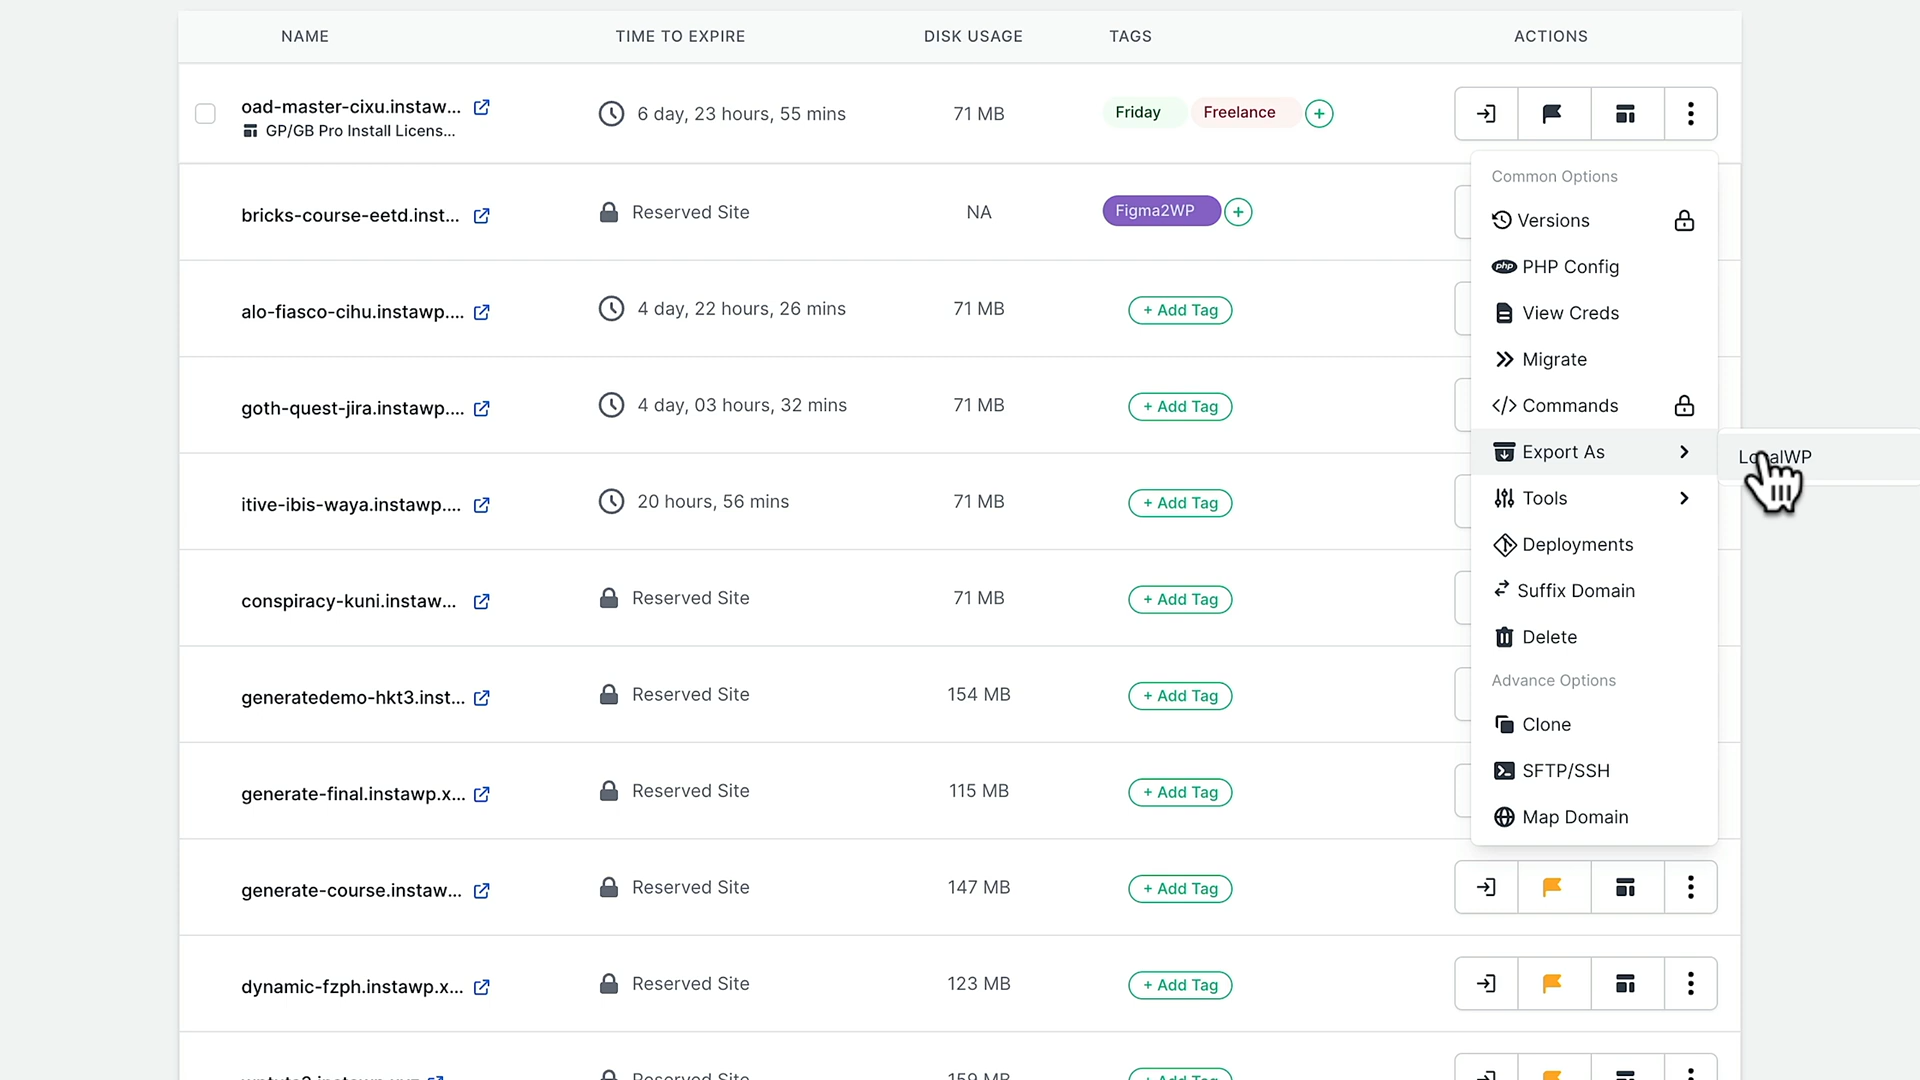 NAME TIME TO EXPIRE DISK USAGE TAGS ACTIONS
oad-master-cixu.instaw... 6 day, 23 hours, 55 mins 71 MB Friday Freelance +
GP/GB Pro Install Licens...
Common Options
bricks-course-eetd.inst... Reserved Site NA Figma2WP +
Versions
php PHP Config
alo-fiasco-cihu.instawp.... 4 day, 22 hours, 26 mins 71 MB + Add Tag
View Creds
Migrate
goth-quest-jira.instawp.... 4 day, 03 hours, 32 mins 71 MB + Add Tag
Commands
Export As
itive-ibis-waya.instawp.... 20 hours, 56 mins 71 MB + Add Tag
Tools
Deployments
conspiracy-kuni.instaw... Reserved Site 71 MB + Add Tag
Suffix Domain
Delete
generatedemo-hkt3.inst... Reserved Site 154 MB + Add Tag
Advance Options
Clone
generate-final.instawp.x... Reserved Site 115 MB + Add Tag
SFTP/SSH
Map Domain
generate-course.instaw... Reserved Site 147 MB + Add Tag
dynamic-fzph.instawp.x... Reserved Site 123 MB + Add Tag
Reserved Site 159 MB + Add Tag